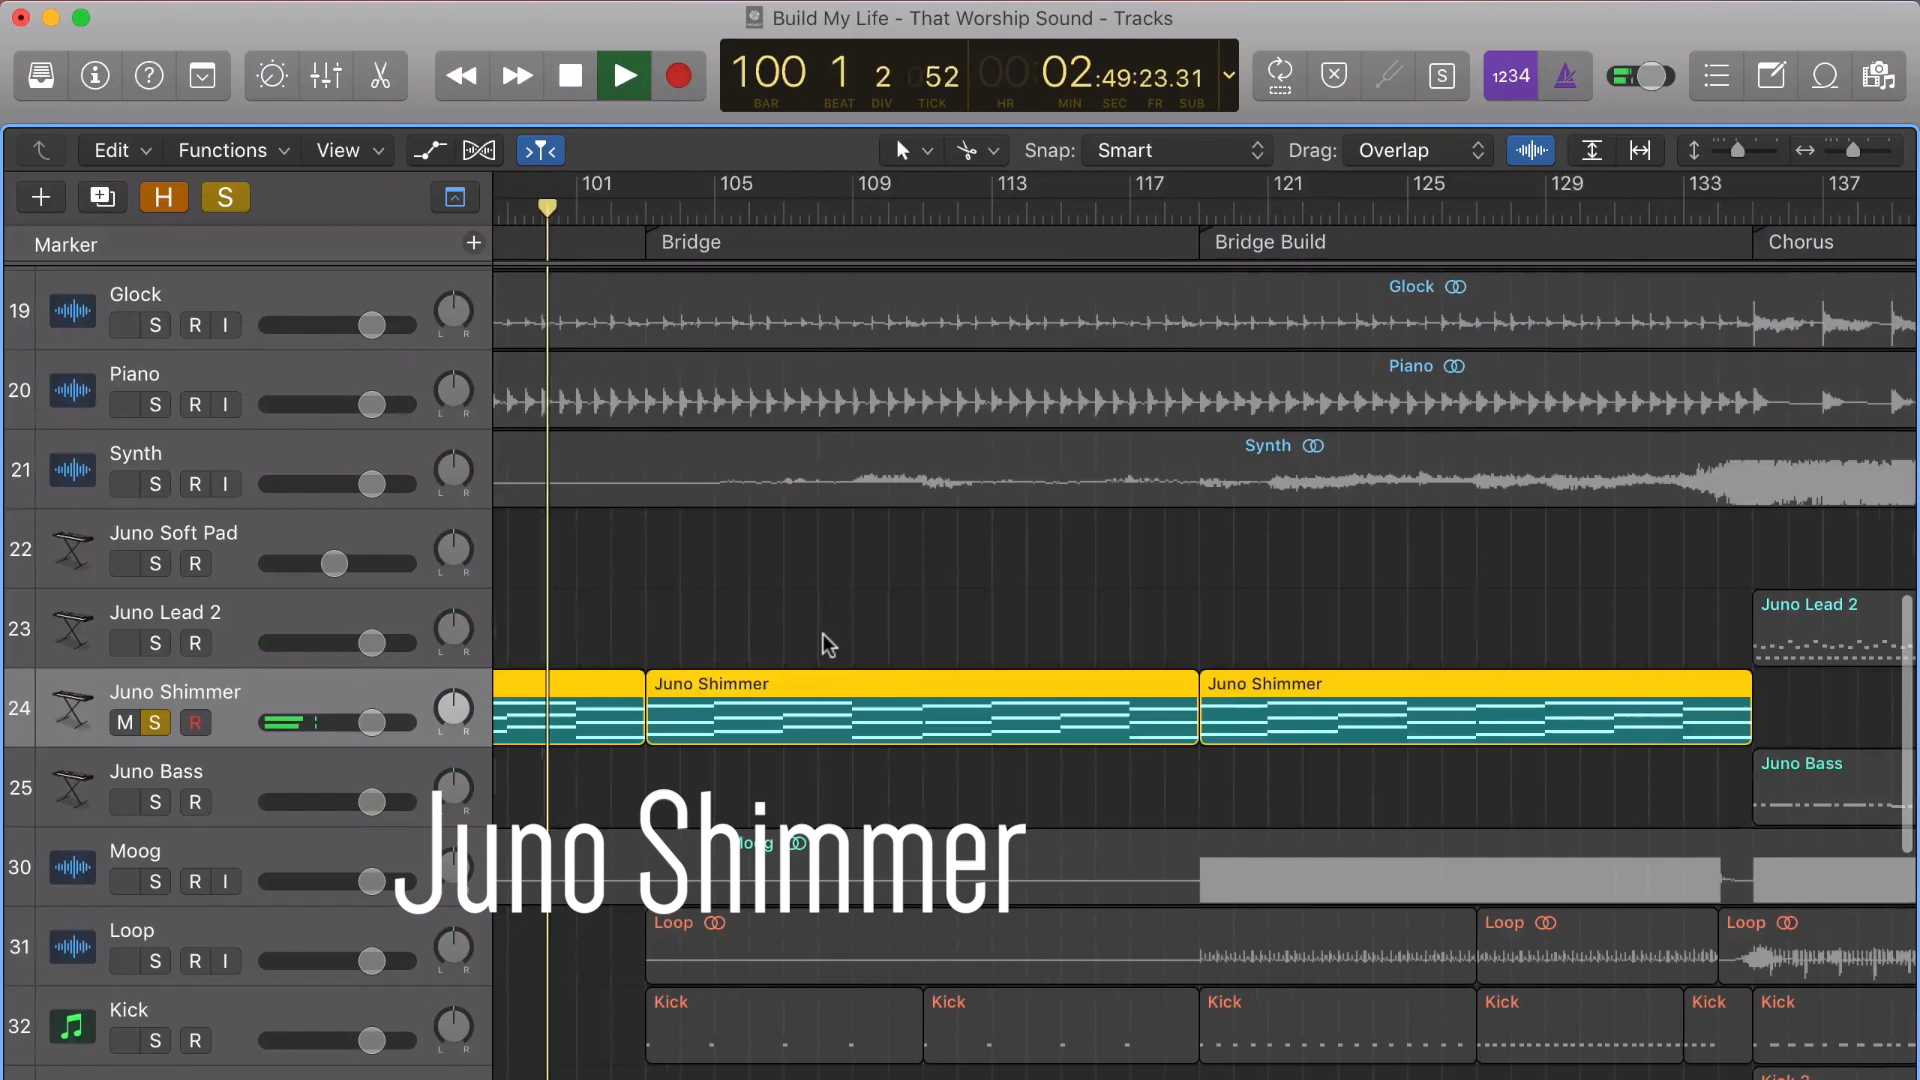 Build My Life - That Worship Sound - Tracks
100 1 2 052 00:02:49:23.31
BAR BEAT DIV TICK HR MIN SEC FR SUB
S 1234
Edit Functions View Snap: Smart Drag: Overlap
H S 101 105 109 113 117 121 125 129 133 137
Marker Bridge Bridge Build Chorus
19 Glock S R I L R Glock
20 Piano S R I L R Piano
21 Synth S R I L R Synth
22 Juno Soft Pad S R L R
23 Juno Lead 2 S R L R Juno Lead 2
24 Juno Shimmer M S R L R Juno Shimmer Juno Shimmer
25 Juno Bass S R L R Juno Bass
Juno Shimmer
30 Moog S R I Moog
31 Loop S R I L R Loop Loop Loop
32 Kick S R L R Kick Kick Kick Kick Kick Kick
Kick 2